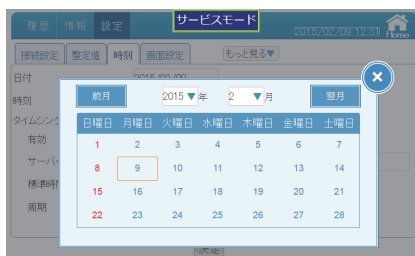 履歴 情報 設定 サービスモード 2015/02/09 12:31 Home
接続設定 整定値 時刻 画面設定 もっと見る▼
日付 2015/02/09
時刻
前月 2015 ▼ 年 2 ▼ 月 翌月
タイムシンク
日曜日 月曜日 火曜日 水曜日 木曜日 金曜日 土曜日
有効
1 2 3 4 5 6 7
サーバ
8 9 10 11 12 13 14
標準時
15 16 17 18 19 20 21
周期
22 23 24 25 26 27 28
決定